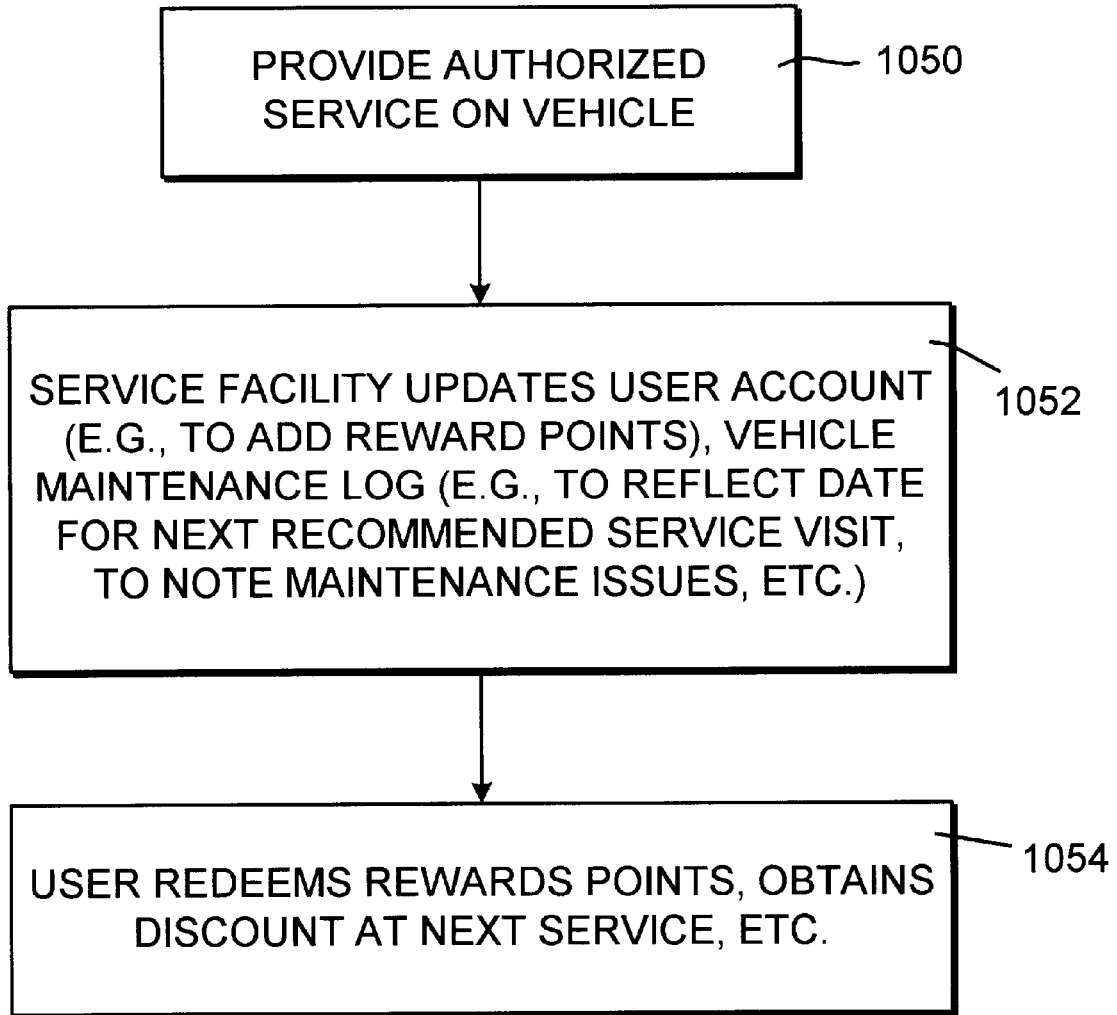 PROVIDE AUTHORIZED
SERVICE ON VEHICLE
1050
SERVICE FACILITY UPDATES USER ACCOUNT
(E.G., TO ADD REWARD POINTS), VEHICLE
MAINTENANCE LOG (E.G., TO REFLECT DATE
FOR NEXT RECOMMENDED SERVICE VISIT,
TO NOTE MAINTENANCE ISSUES, ETC.)
1052
USER REDEEMS REWARDS POINTS, OBTAINS
DISCOUNT AT NEXT SERVICE, ETC.
1054